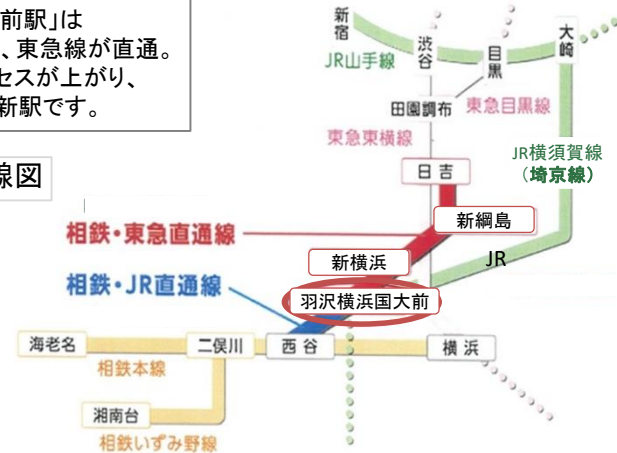 前駅」は
、東急線が直通。
セスが上がり、
新駅です。
線図
新宿
渋谷
目黒
大崎
JR山手線
田園調布
東急目黒線
東急東横線
JR横須賀線
(埼京線)
日吉
新綱島
相鉄・東急直通線
新横浜
JR
相鉄・JR直通線
羽沢横浜国大前
海老名
二俣川
西谷
横浜
相鉄本線
湘南台
相鉄いずみ野線